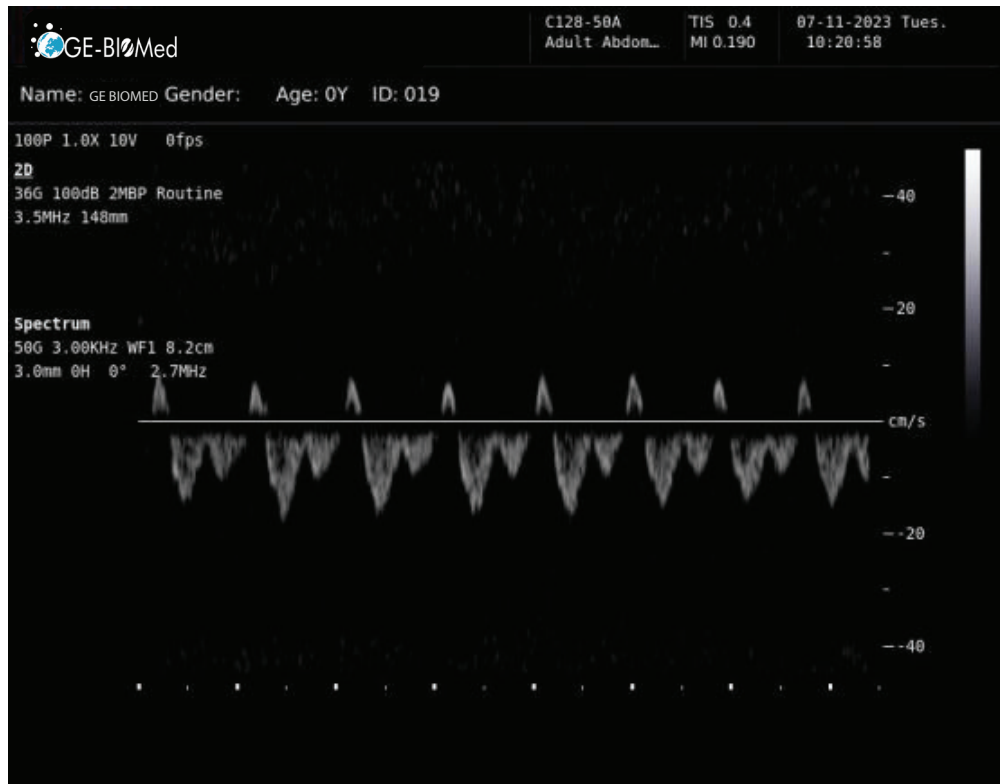 GE-BIOMed
C128-50A TIS 0.4 07-11-2023 Tues.
Adult Abdom… MI 0.190 10:20:58
Name: GE BIOMED Gender: Age: 0Y ID: 019
100P 1.0X 10V 0fps
2D
36G 100dB 2MBP Routine
3.5MHz 148mm
Spectrum
50G 3.00KHz WF1 8.2cm
3.0mm 0H 0° 2.7MHz
40
20
cm/s
-20
-40